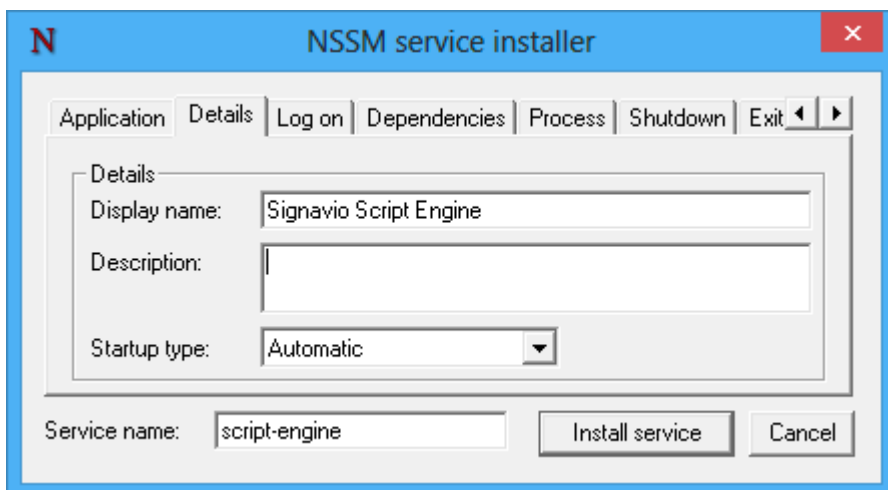 N NSSM service installer ×
Application Details Log on Dependencies Process Shutdown Exit
Details
Display name: Signavio Script Engine
Description:
Startup type: Automatic
Service name: script-engine Install service Cancel